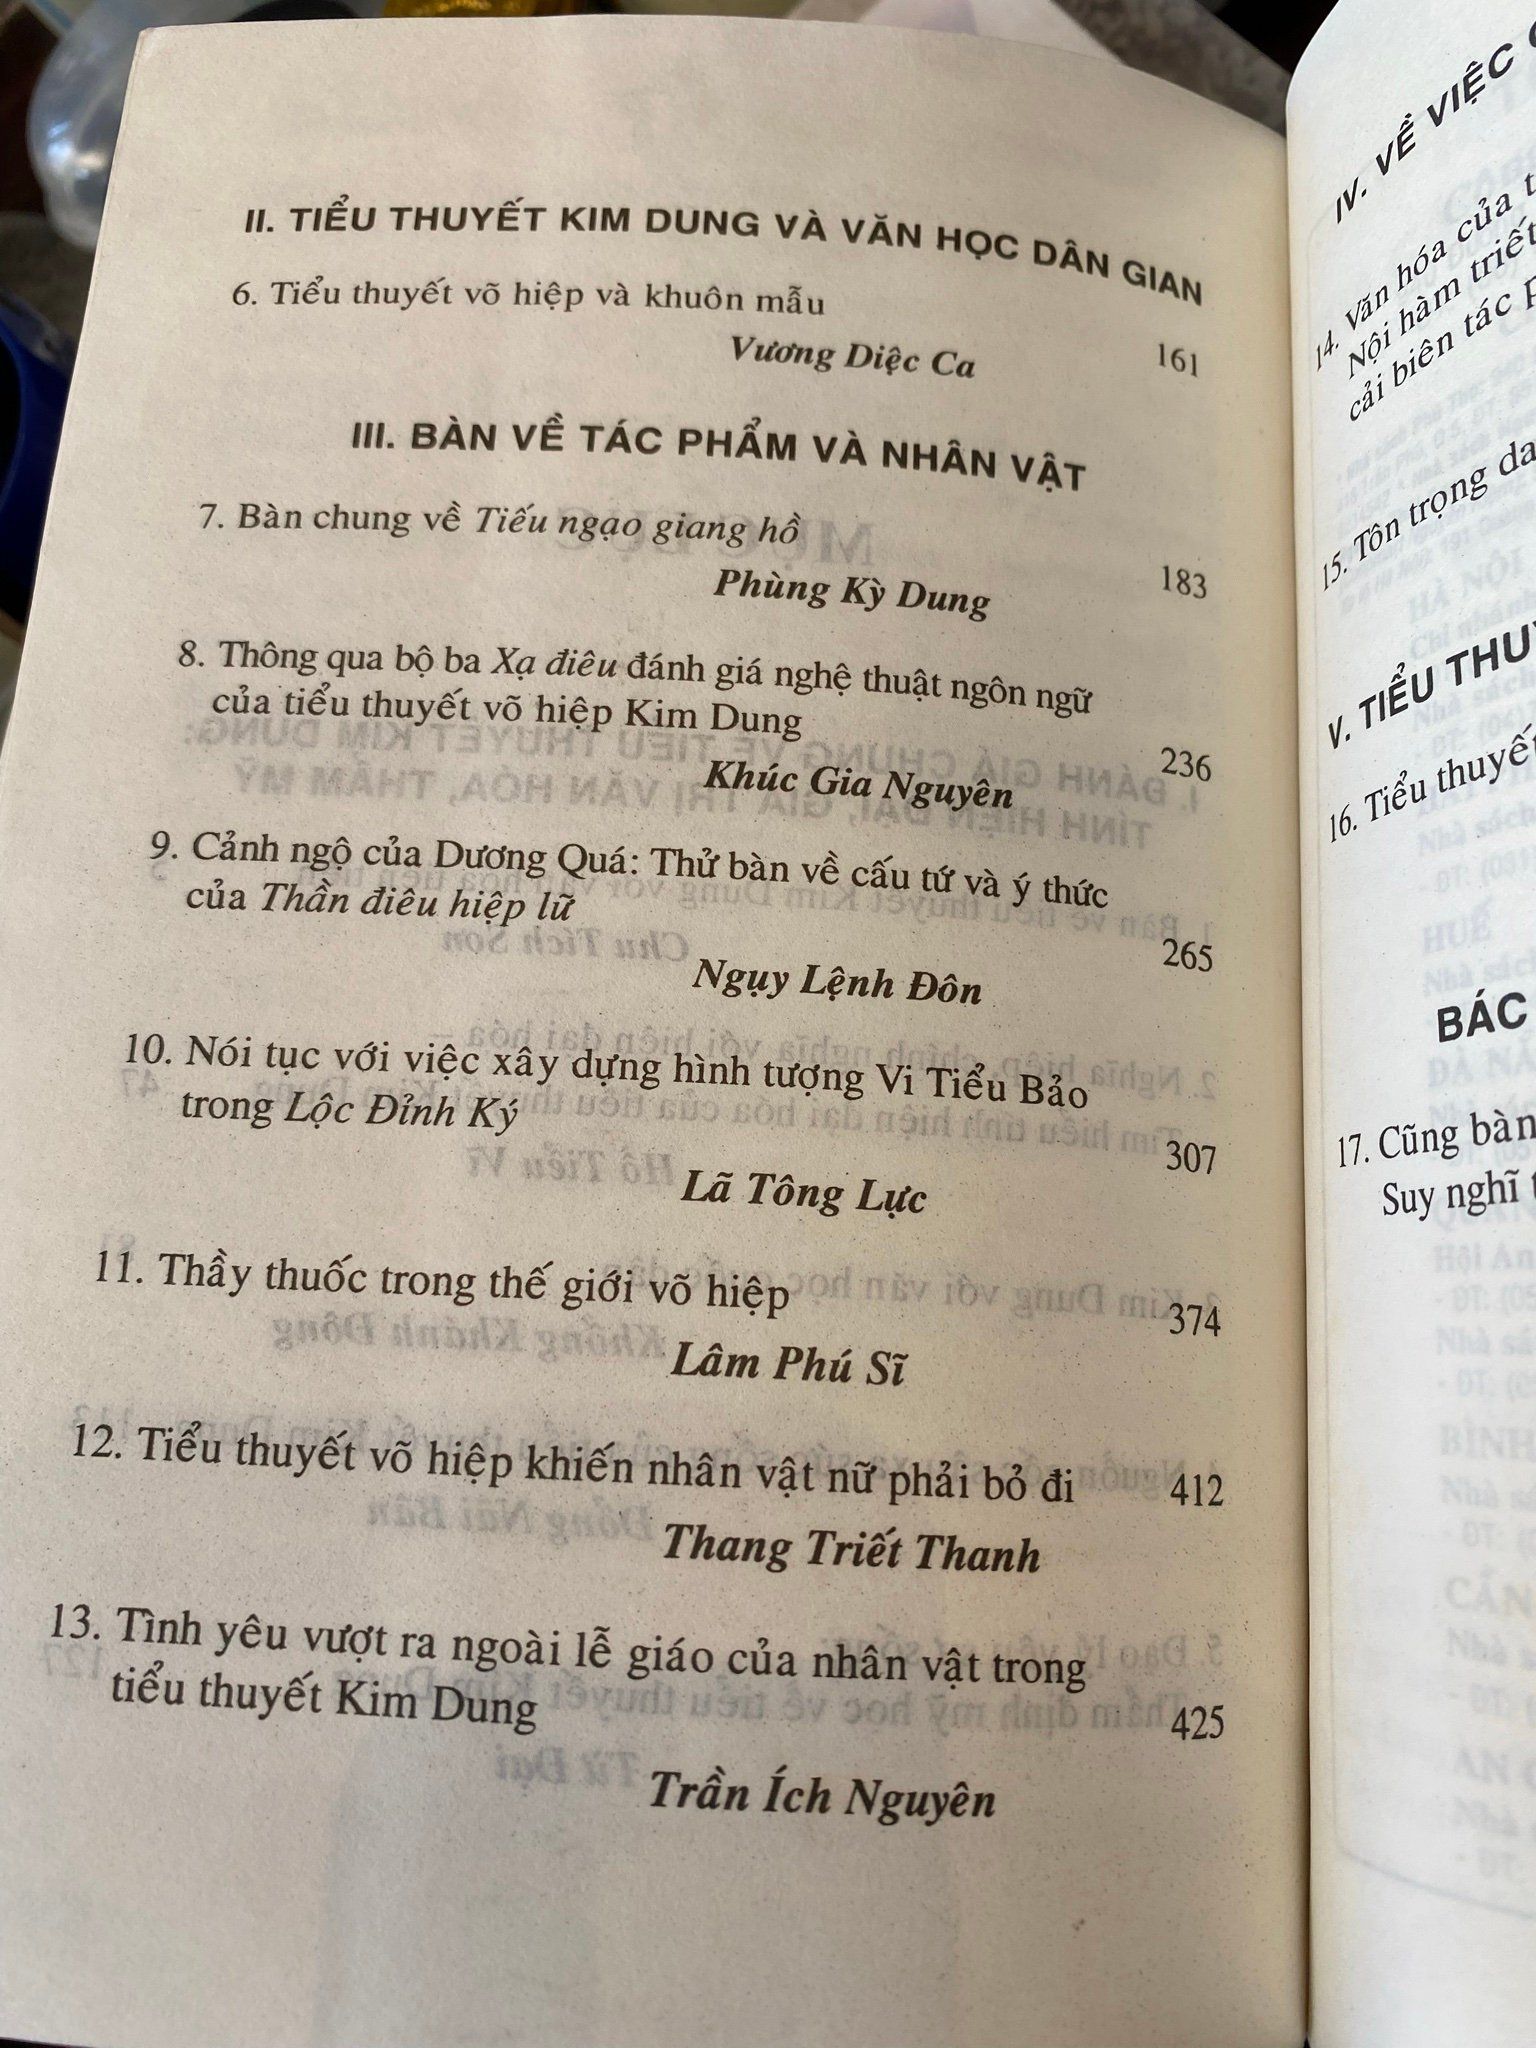 II. TIỂU THUYẾT KIM DUNG VÀ VĂN HỌC DÂN GIAN
6. Tiểu thuyết võ hiệp và khuôn mẫu
Vương Diệc Ca 161
III. BÀN VỀ TÁC PHẨM VÀ NHÂN VẬT
7. Bàn chung về Tiếu ngạo giang hồ
Phùng Kỳ Dung 183
8. Thông qua bộ ba Xạ điêu đánh giá nghệ thuật ngôn ngữ
của tiểu thuyết võ hiệp Kim Dung 236
Khúc Gia Nguyên
9. Cảnh ngộ của Dương Quá: Thử bàn về cấu tứ và ý thức
của Thần điêu hiệp lữ 265
Ngụy Lệnh Đôn
10. Nói tục với việc xây dựng hình tượng Vi Tiểu Bảo
trong Lộc Đỉnh Ký 307
Lã Tông Lực
11. Thầy thuốc trong thế giới võ hiệp 374
Lâm Phú Sĩ
12. Tiểu thuyết võ hiệp khiến nhân vật nữ phải bỏ đi 412
Thang Triết Thanh
13. Tình yêu vượt ra ngoài lễ giáo của nhân vật trong
tiểu thuyết Kim Dung 425
Trần Ích Nguyên
IV. VỀ VIỆC
14. Văn hóa của
Nội hàm triết
cải biên tác
15. Tôn trọng
V. TIỂU
16. Tiểu thuyết
BÁC
17. Cũng bàn
Suy nghĩ